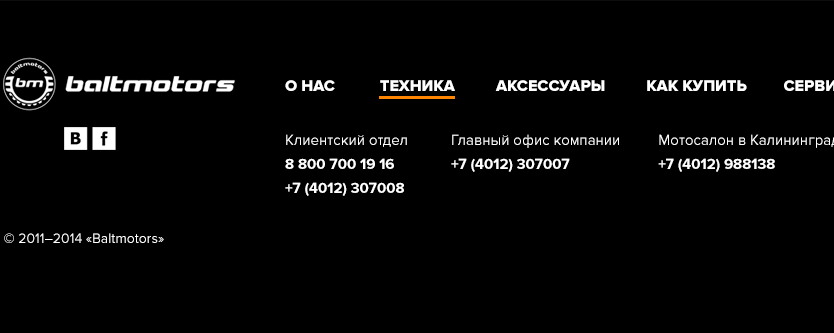 baltmotors
bm
baltmotors
О НАС
ТЕХНИКА
АКСЕССУАРЫ
КАК КУПИТЬ
СЕРВИ
B f
Клиентский отдел
8 800 700 19 16
+7 (4012) 307008
Главный офис компании
+7 (4012) 307007
Мотосалон в Калининград
+7 (4012) 988138
© 2011–2014 «Baltmotors»